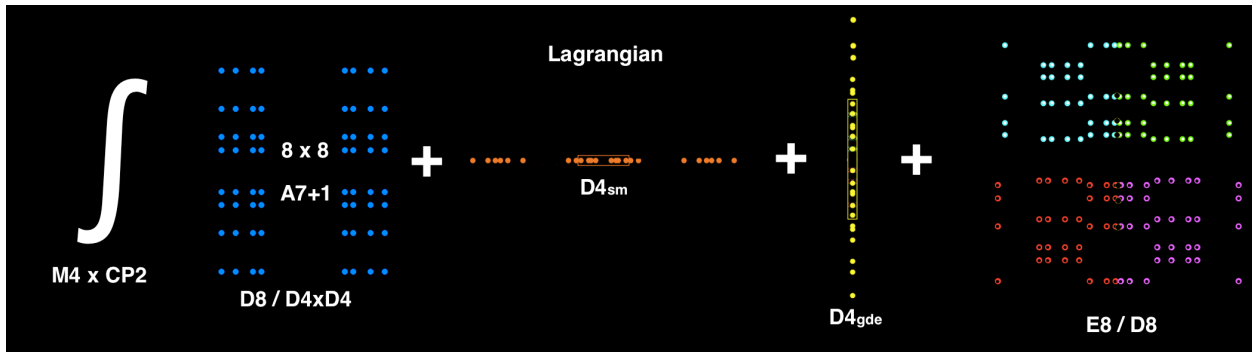 Lagrangian
8 x 8
A7+1
M4 x CP2
D8 / D4xD4
+
D4sm
+
D4gde
+
E8 / D8
∫